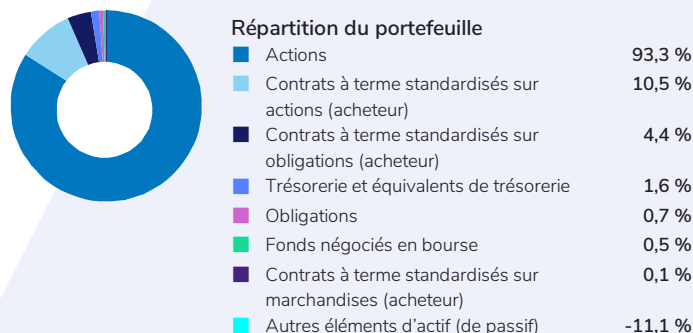 Répartition du portefeuille
Actions 93,3 %
Contrats à terme standardisés sur
actions (acheteur) 10,5 %
Contrats à terme standardisés sur
obligations (acheteur) 4,4 %
Trésorerie et équivalents de trésorerie 1,6 %
Obligations 0,7 %
Fonds négociés en bourse 0,5 %
Contrats à terme standardisés sur
marchandises (acheteur) 0,1 %
Autres éléments d'actif (de passif) -11,1 %